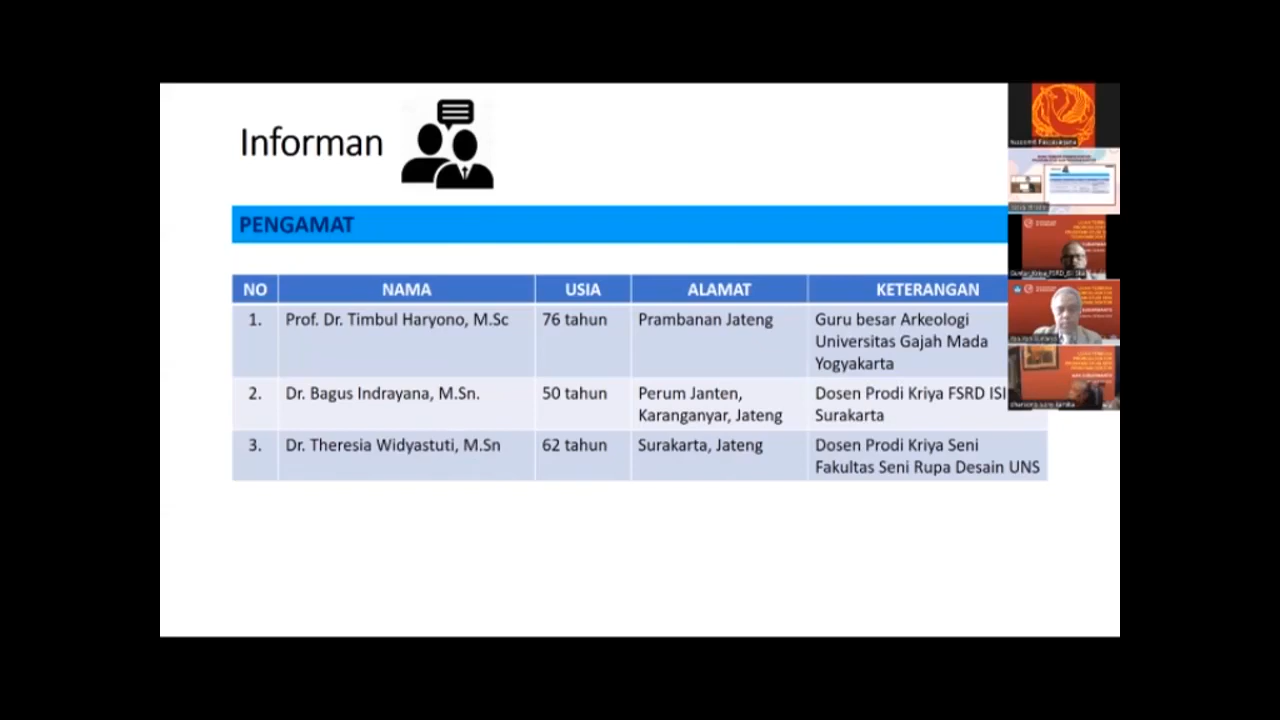 Informan
PENGAMAT
NO NAMA USIA ALAMAT KETERANGAN
1. Prof. Dr. Timbul Haryono, M.Sc 76 tahun Prambanan Jateng Guru besar Arkeologi
Universitas Gajah Mada
Yogyakarta
2. Dr. Bagus Indrayana, M.Sn. 50 tahun Perum Janten, Dosen Prodi Kriya FSRD ISI
Karanganyar, Jateng Surakarta
3. Dr. Theresia Widyastuti, M.Sn 62 tahun Surakarta, Jateng Dosen Prodi Kriya Seni
Fakultas Seni Rupa Desain UNS